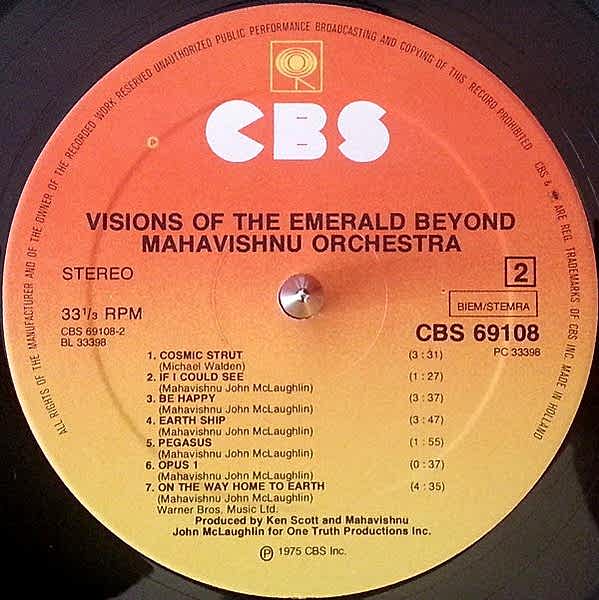 ALL RIGHTS OF THE MANUFACTURER AND OF THE OWNER OF THE RECORDED WORK RESERVED UNAUTHORIZED PUBLIC PERFORMANCE BROADCASTING AND COPYING OF THIS RECORD PROHIBITED
CBS & ARE REG. TRADEMARKS OF CBS INC. MADE IN HOLLAND
CBS
VISIONS OF THE EMERALD BEYOND
MAHAVISHNU ORCHESTRA
STEREO
2
33 1/3 RPM
BIEM/STEMRA
CBS 69108-2
CBS 69108
BL 33398
PC 33398
1. COSMIC STRUT (3:31)
(Michael Walden)
2. IF I COULD SEE (1:27)
(Mahavishnu John McLaughlin)
3. BE HAPPY (3:37)
(Mahavishnu John McLaughlin)
4. EARTH SHIP (3:47)
(Mahavishnu John McLaughlin)
5. PEGASUS (1:55)
(Mahavishnu John McLaughlin)
6. OPUS 1 (0:37)
(Mahavishnu John McLaughlin)
7. ON THE WAY HOME TO EARTH (4:35)
(Mahavishnu John McLaughlin)
Warner Bros. Music Ltd.
Produced by Ken Scott and Mahavishnu
John McLaughlin for One Truth Productions Inc.
℗ 1975 CBS Inc.